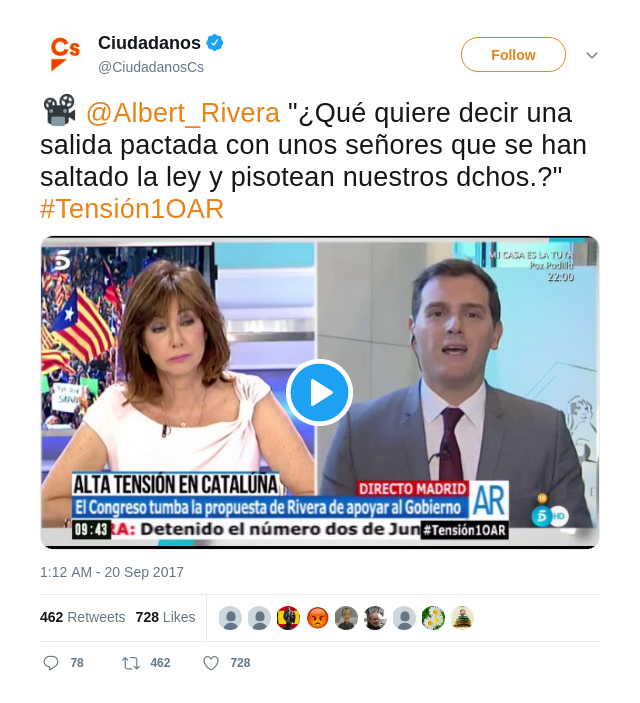 Cs
Ciudadanos
@CiudadanosCs
Follow
@Albert_Rivera "¿Qué quiere decir una
salida pactada con unos señores que se han
saltado la ley y pisotean nuestros dchos.?"
#Tensión1OAR
5
MI CASA ES LA TUYA
Paz Padilla
22:00
ALTA TENSIÓN EN CATALUÑA
DIRECTO MADRID
El Congreso tumba la propuesta de Rivera de apoyar al Gobierno
AR
16
5 HD
09:43 RA: Detenido el número dos de Jun #Tensión1OAR
1:12 AM - 20 Sep 2017
462 Retweets 728 Likes
78 462 728